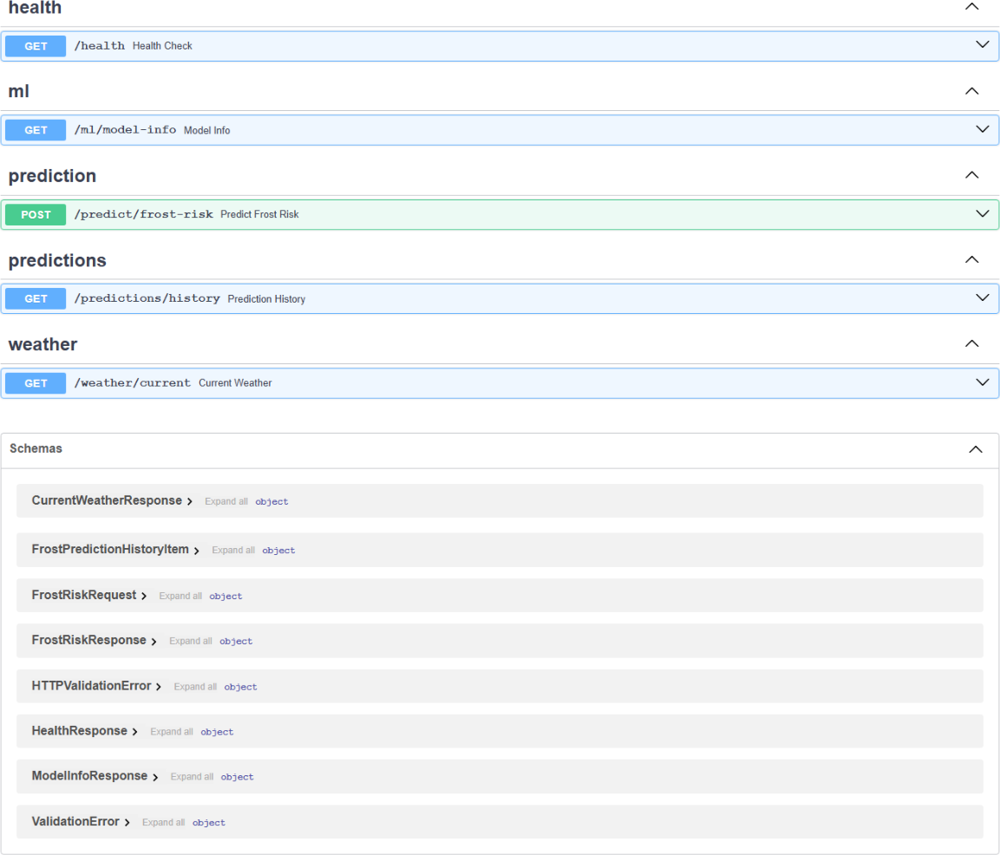 health
GET /health Health Check
ml
GET /ml/model-info Model Info
prediction
POST /predict/frost-risk Predict Frost Risk
predictions
GET /predictions/history Prediction History
weather
GET /weather/current Current Weather
Schemas
CurrentWeatherResponse Expand all object
FrostPredictionHistoryItem Expand all object
FrostRiskRequest Expand all object
FrostRiskResponse Expand all object
HTTPValidationError Expand all object
HealthResponse Expand all object
ModelInfoResponse Expand all object
ValidationError Expand all object